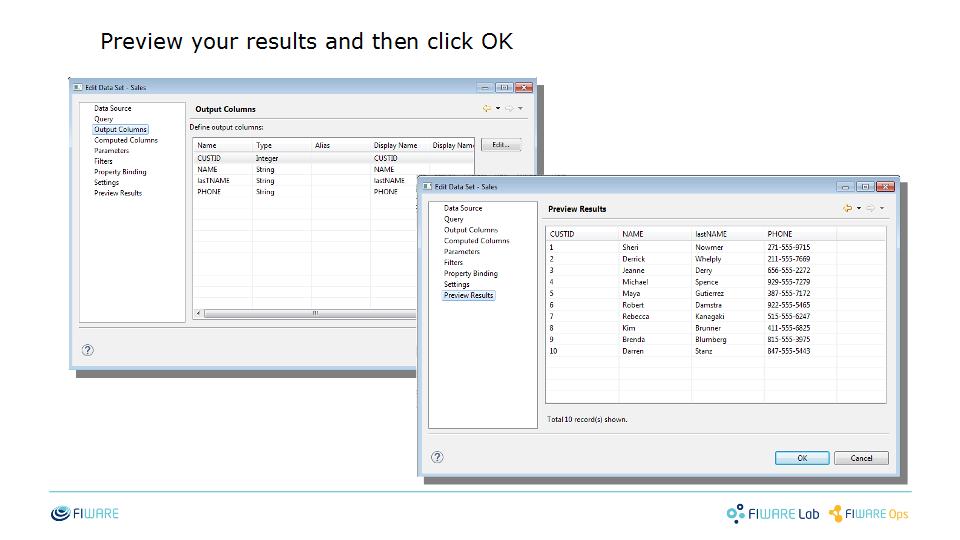 Preview your results and then click OK
Edit Data Set - Sales
Data Source
Query
Output Columns
Computed Columns
Parameters
Filters
Property Binding
Settings
Preview Results
Output Columns
Define output columns:
Name Type Alias Display Name Display Nam
CUSTID Integer CUSTID
NAME String NAME
lastNAME String lastNAME
PHONE String PHONE
Edit...
Edit Data Set - Sales
Data Source
Query
Output Columns
Computed Columns
Parameters
Filters
Property Binding
Settings
Preview Results
Preview Results
CUSTID NAME lastNAME PHONE
1 Sheri Nowmer 271-555-9715
2 Derrick Whelply 211-555-7669
3 Jeanne Derry 656-555-2272
4 Michael Spence 929-555-7279
5 Maya Gutierrez 387-555-7172
6 Robert Damstra 922-555-5465
7 Rebecca Kanagaki 515-555-6247
8 Kim Brunner 411-555-6825
9 Brenda Blumberg 815-555-3975
10 Darren Stanz 847-555-5443
Total 10 record(s) shown.
OK Cancel
FIWARE FIWARE Lab FIWARE Ops